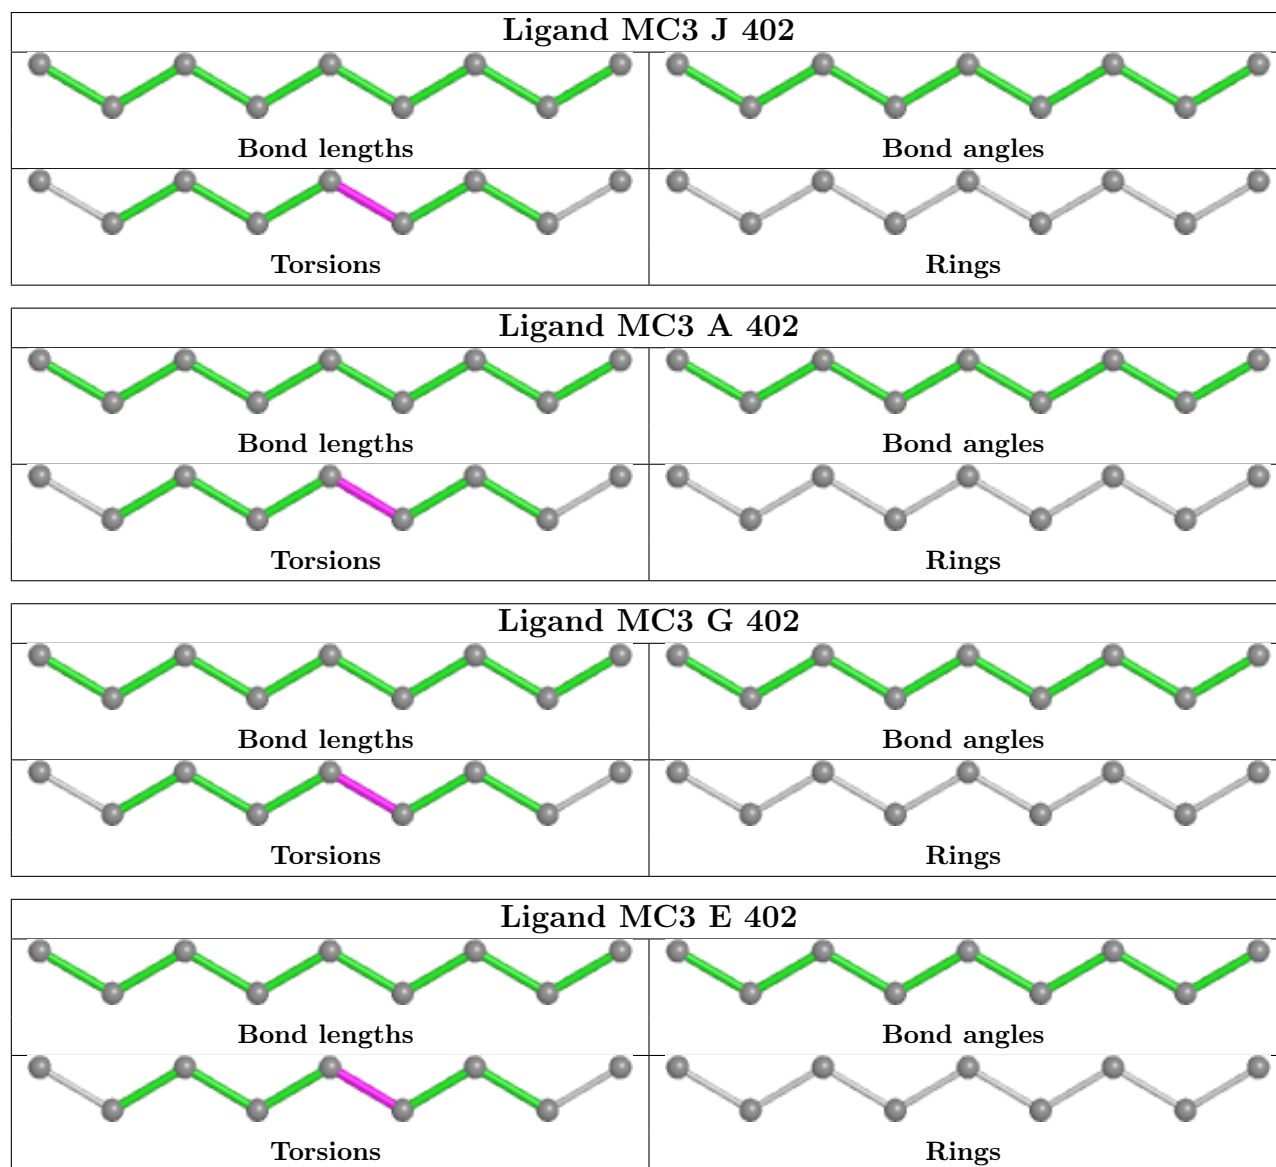 Ligand MC3 J 402
Bond lengths Bond angles
Torsions Rings
Ligand MC3 A 402
Bond lengths Bond angles
Torsions Rings
Ligand MC3 G 402
Bond lengths Bond angles
Torsions Rings
Ligand MC3 E 402
Bond lengths Bond angles
Torsions Rings